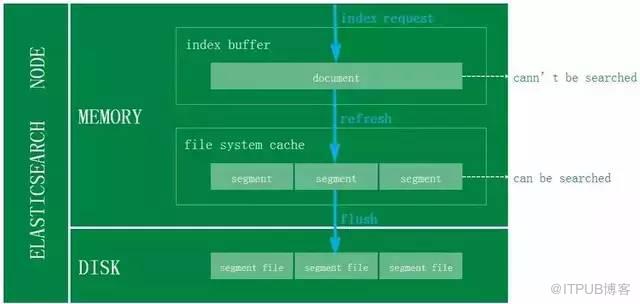 ELASTICSEARCH NODE
MEMORY
index request
index buffer
document
cann't be searched
refresh
file system cache
segment segment segment
can be searched
flush
DISK
segment file segment file segment file
@ITPUB博客